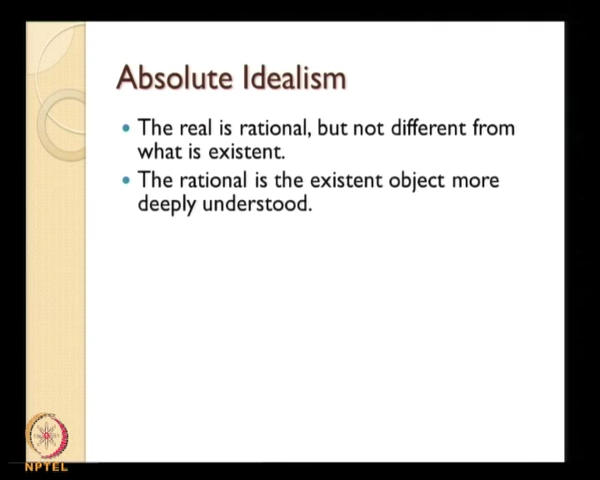 Absolute Idealism
The real is rational, but not different from
what is existent.
The rational is the existent object more
deeply understood.
NPTEL